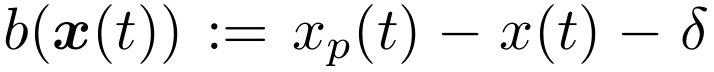 b(𝒙(t)) := x_p(t) − x(t) − δ